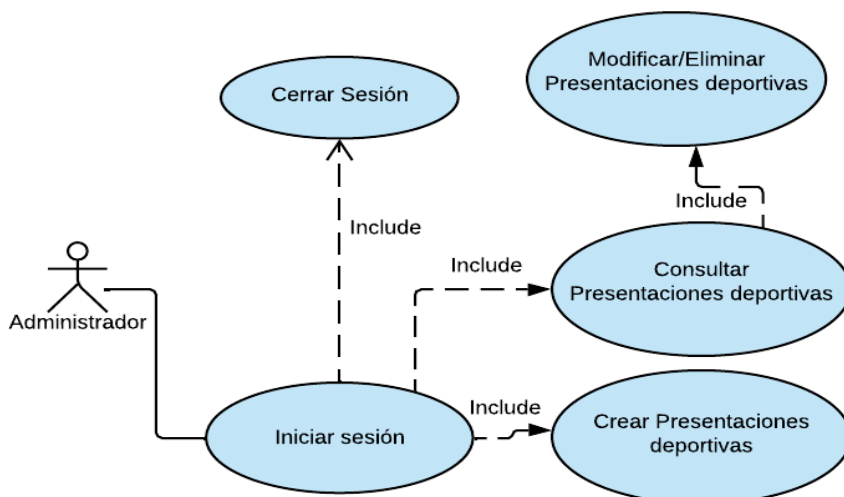 Modificar/Eliminar
Presentaciones deportivas
Cerrar Sesión
Include
Include
Include
Consultar
Presentaciones deportivas
Administrador
Include
Crear Presentaciones
deportivas
Iniciar sesión